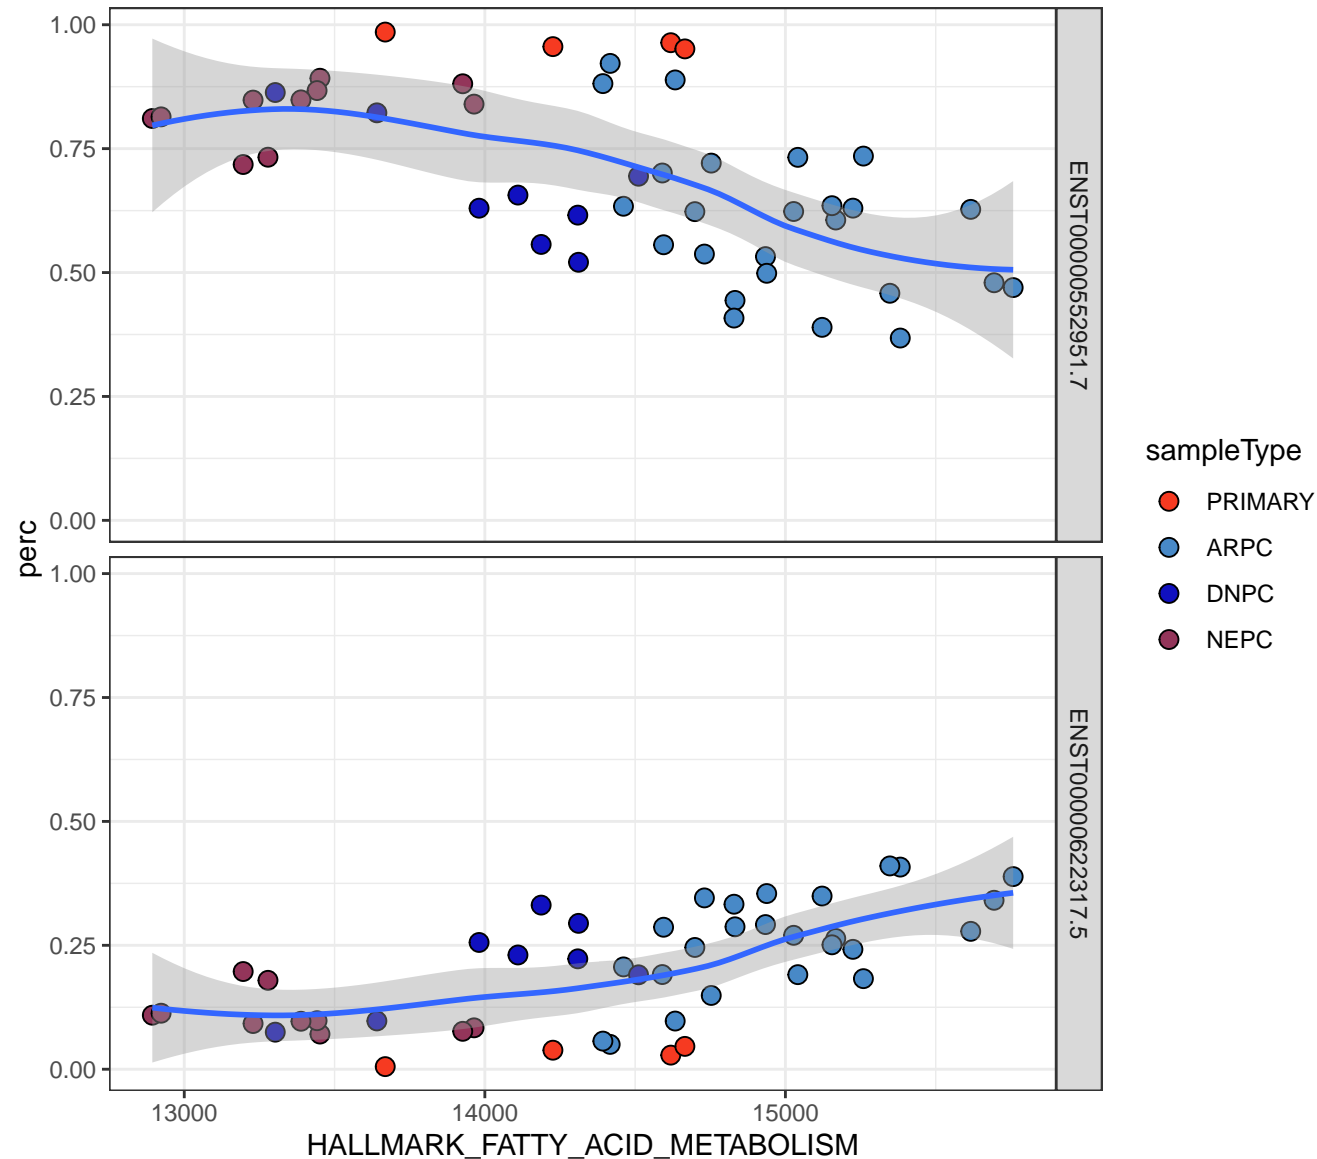 1.00
0.75
0.50
0.25
0.00
ENST00000552951.7
perc
1.00
0.75
0.50
0.25
0.00
ENST00000622317.5
13000 14000 15000
HALLMARK_FATTY_ACID_METABOLISM
sampleType
PRIMARY
ARPC
DNPC
NEPC